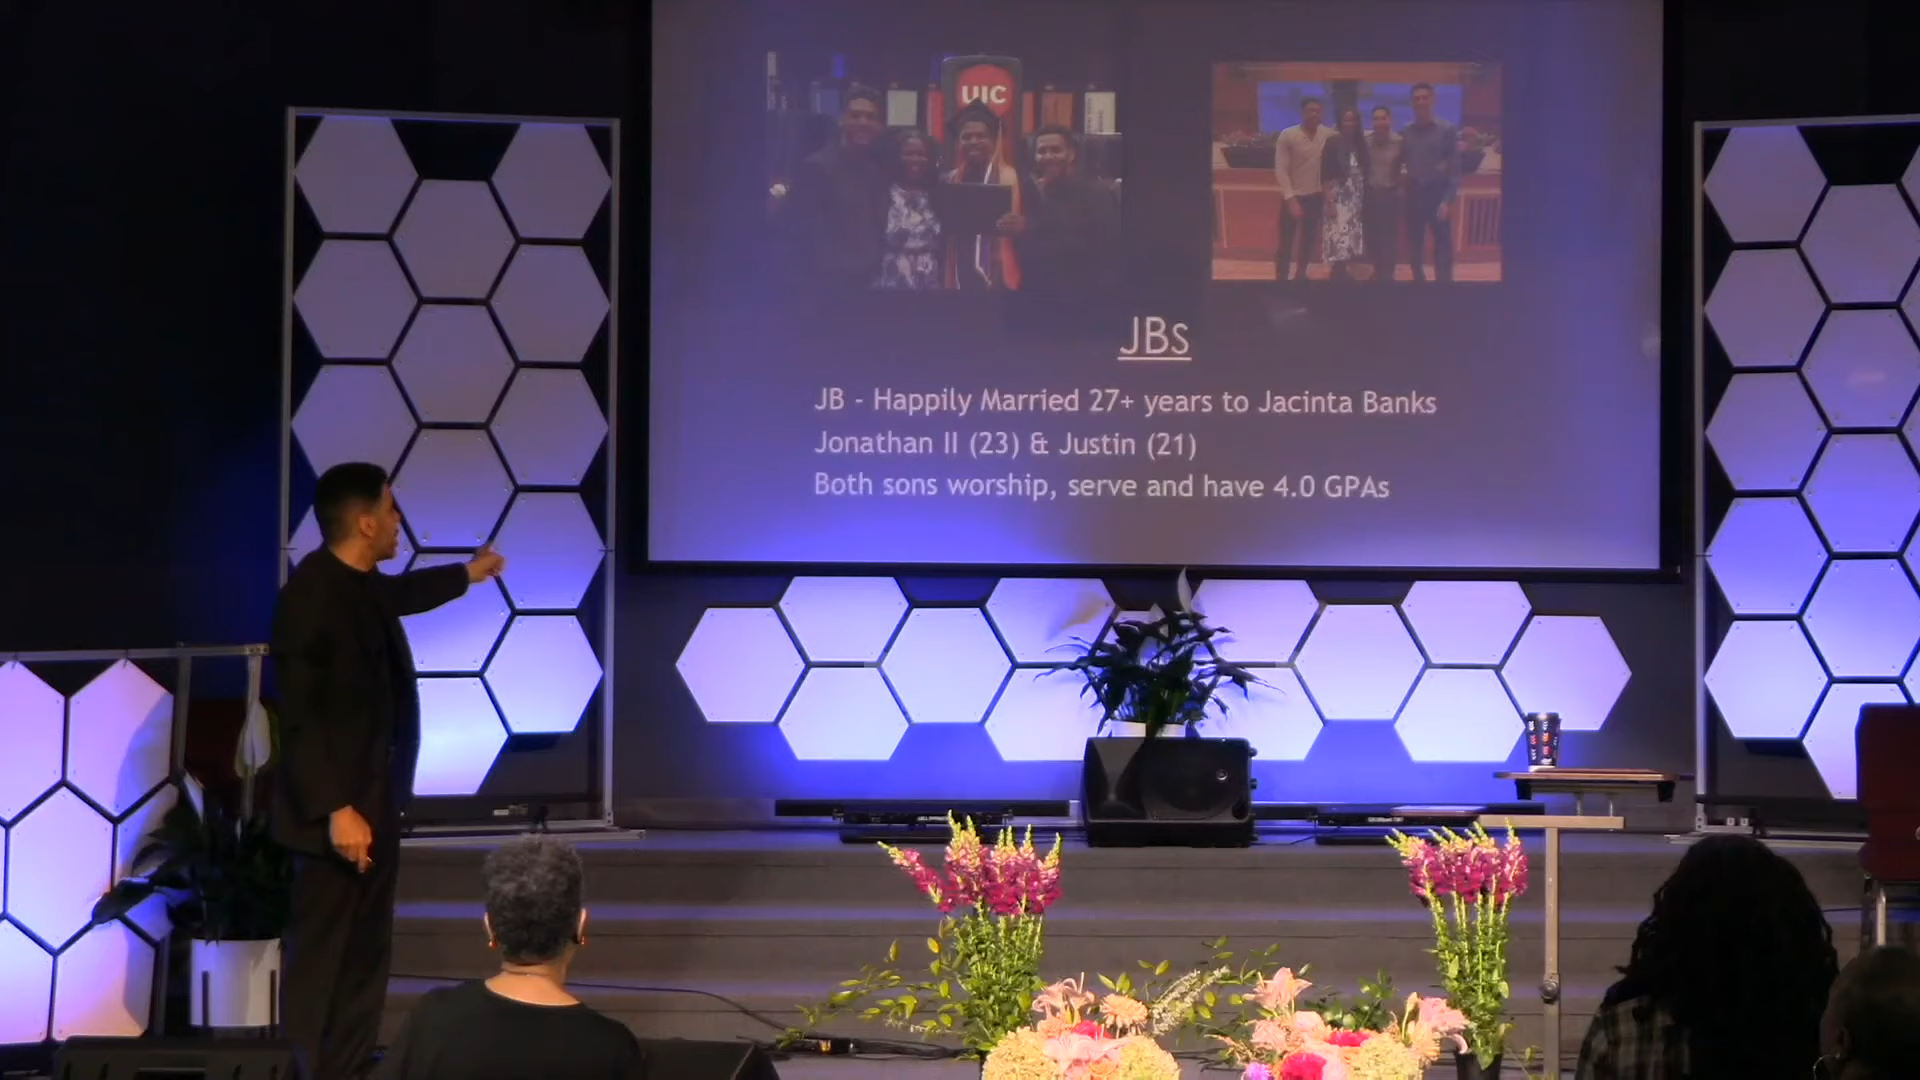 UIC
JBs
JB - Happily Married 27+ years to Jacinta Banks
Jonathan II (23) & Justin (21)
Both sons worship, serve and have 4.0 GPAs